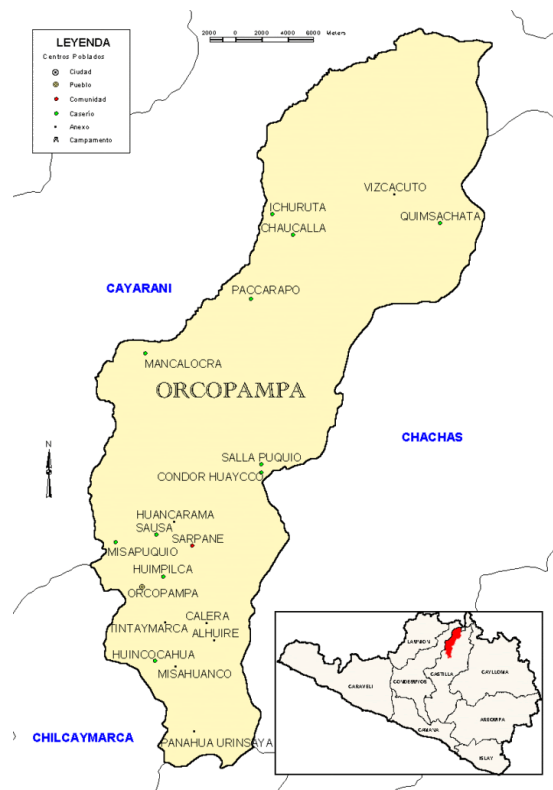 2000 0 2000 4000 6000 Meters
LEYENDA
Centros Poblados
Ciudad
Pueblo
Comunidad
Caserío
Anexo
Campamento
VIZCACUTO
ICHURUTA
QUIMSACHATA
CHAUCALLA
CAYARANI
PACCARAPO
MANCALOCRA
ORCOPAMPA
CHACHAS
SALLA PUQUIO
CONDOR HUAYCCO
N
HUANCARAMA
SAUSA
SARPANE
MISAPUQUIO
HUIMPILCA
ORCOPAMPA
CALERA
TINTAYMARCA
ALHUIRE
HUINCOCAHUA
MISAHUANCO
CHILCAYMARCA
PANAHUA URINSAYA
LAUNION
CASTILLA
CAYLLOMA
CONDESUYOS
CARAVELI
AREQUIPA
CAMANA
ISLAY